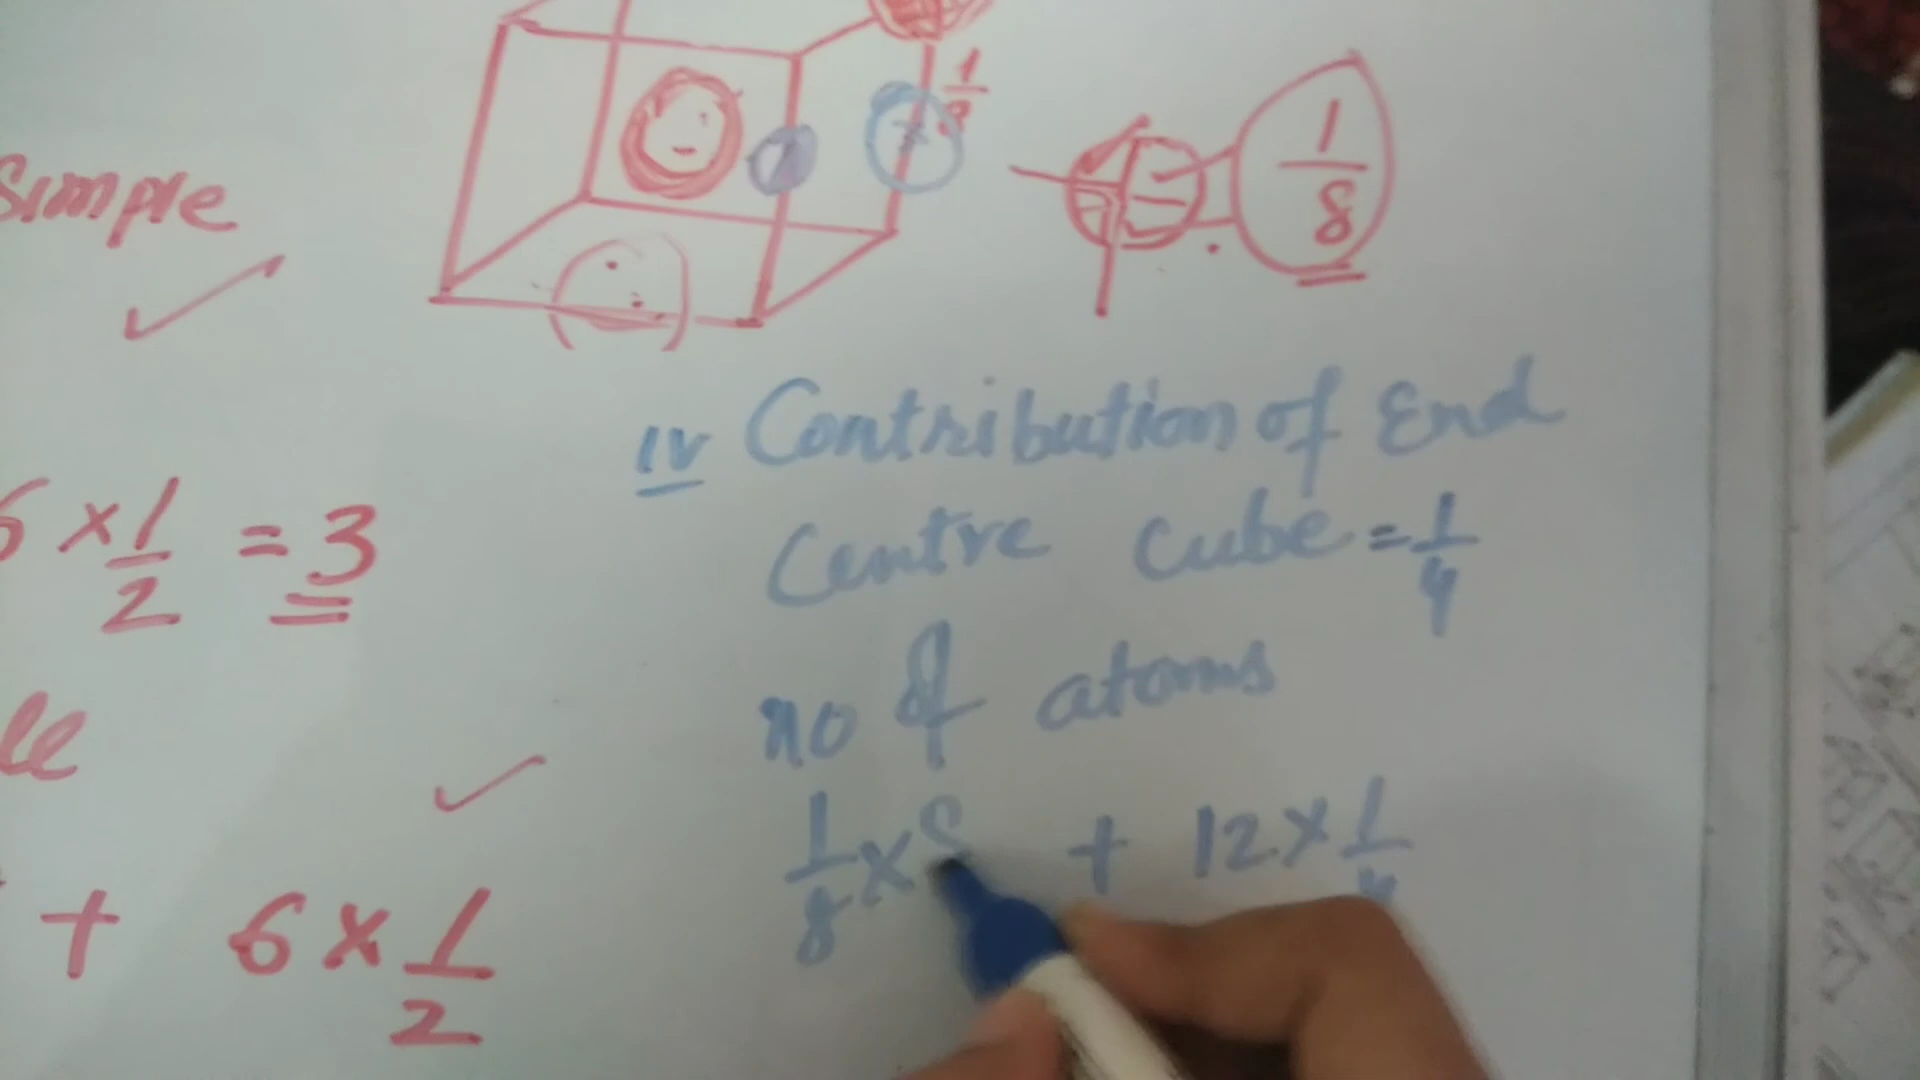 1/8
1/8
Simple
IV Contribution of End
Centre Cube = 1/4
6 × 1/2 = 3
no of atoms
1/8 × 8 + 12 × 1/4
+ 6 × 1/2